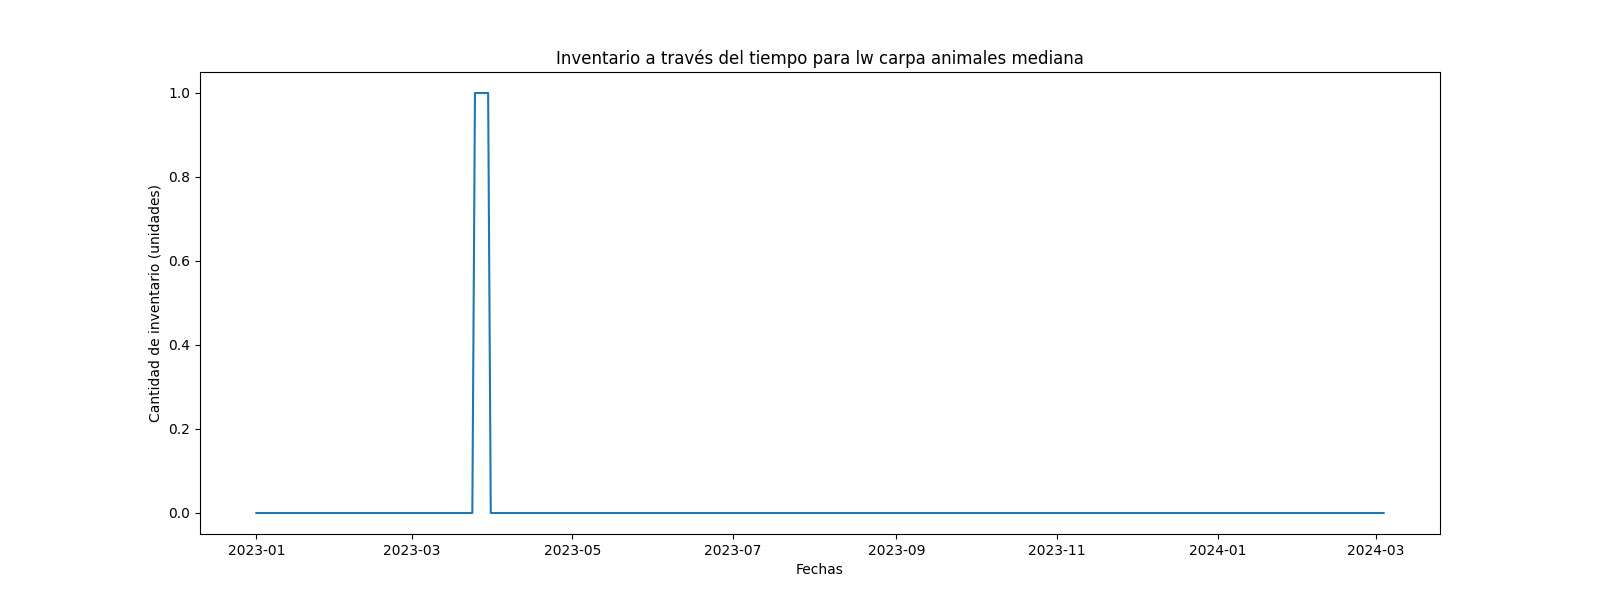 Inventario a través del tiempo para lw carpa animales mediana
Cantidad de inventario (unidades)
1.0
0.8
0.6
0.4
0.2
0.0
2023-01 2023-03 2023-05 2023-07 2023-09 2023-11 2024-01 2024-03
Fechas